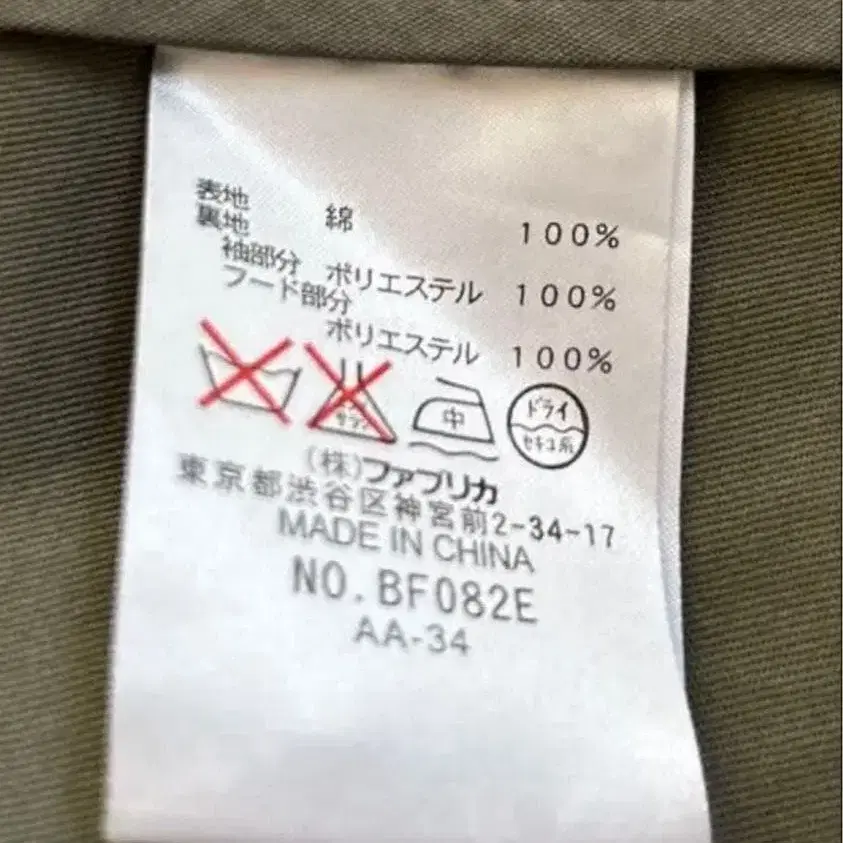 表地 綿 100%
裏地
袖部分 ポリエステル 100%
フード部分
ポリエステル 100%
中
ドライ
セキユ系
(株)ファブリカ
東京都渋谷区神宮前2-34-17
MADE IN CHINA
NO.BF082E
AA-34